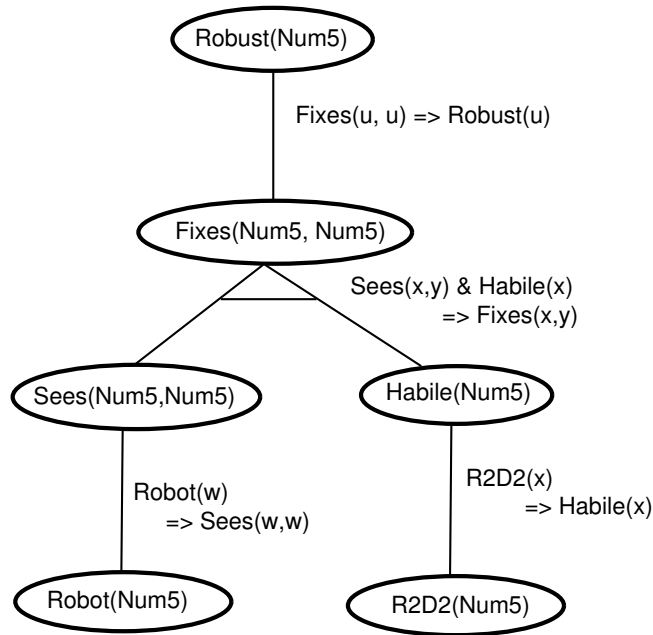 Robust(Num5)
Fixes(u, u) => Robust(u)
Fixes(Num5, Num5)
Sees(x,y) & Habile(x)
=> Fixes(x,y)
Sees(Num5,Num5)
Habile(Num5)
Robot(w)
=> Sees(w,w)
R2D2(x)
=> Habile(x)
Robot(Num5)
R2D2(Num5)